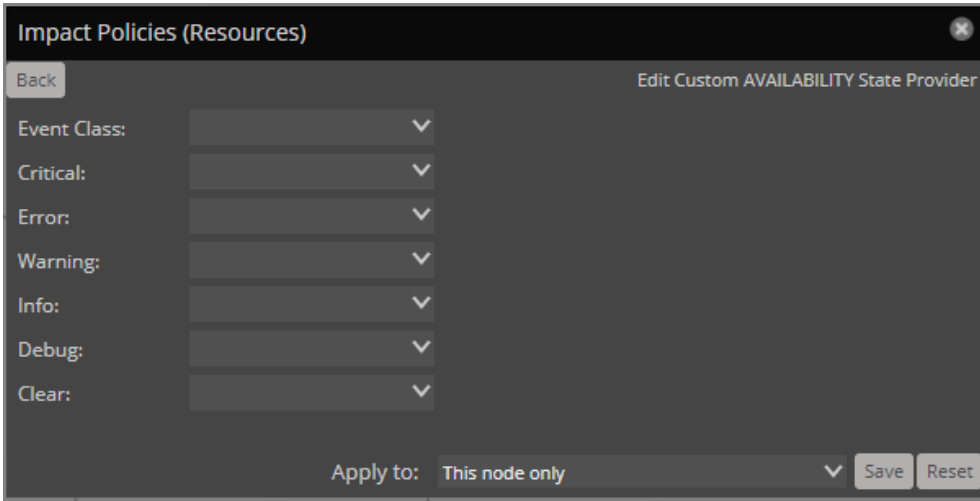 Impact Policies (Resources)
Back
Edit Custom AVAILABILITY State Provider
Event Class:
Critical:
Error:
Warning:
Info:
Debug:
Clear:
Apply to: This node only Save Reset